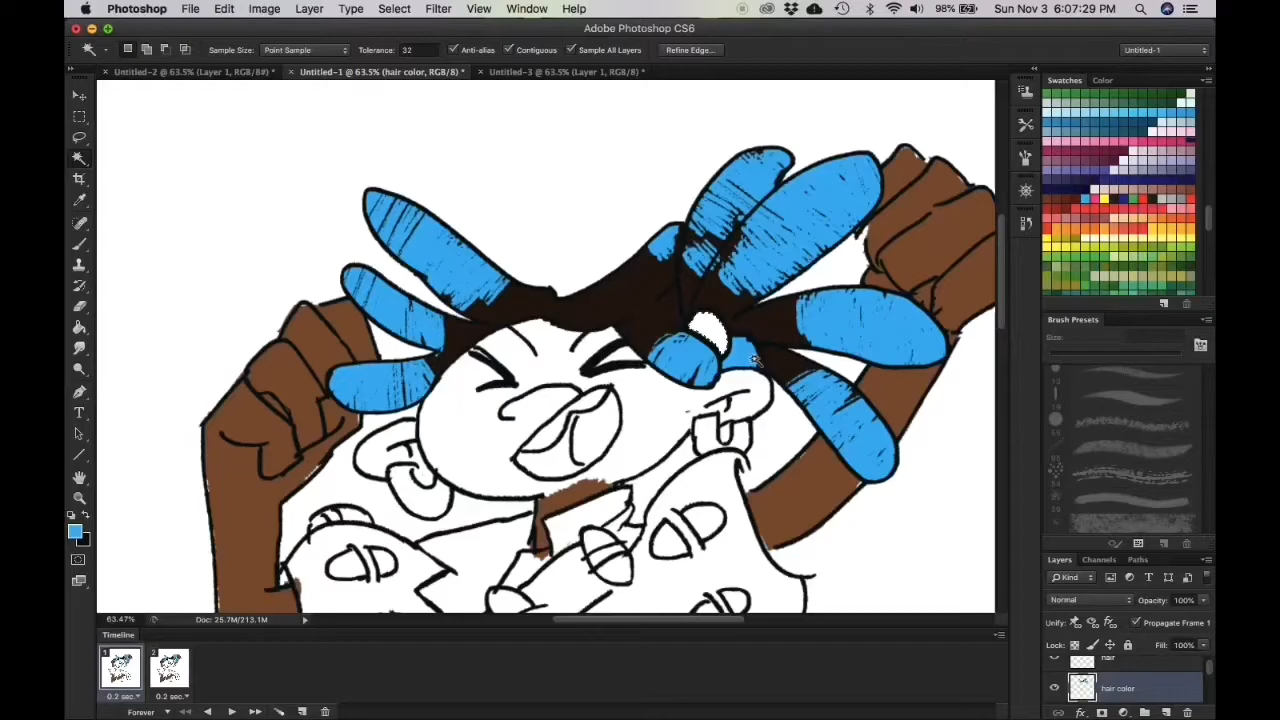 Photoshop File Edit Image Layer Type Select Filter View Window Help 98% Sun Nov 3 6:07:29 PM
Adobe Photoshop CS6
Sample Size: Point Sample Tolerance: 32 Anti-alias Contiguous Sample All Layers Refine Edge... Untitled-1
Untitled-2 @ 63.5% (Layer 1, RGB/8#) * Untitled-1 @ 63.5% (hair color, RGB/8) * Untitled-3 @ 63.5% (Layer 1, RGB/8) *
Swatches Color
Brush Presets
Size:
Layers Channels Paths
Kind
Normal Opacity: 100%
Unify: Propagate Frame 1
Lock: Fill: 100%
hair
hair color
63.47% Doc: 25.7M/213.1M
Timeline
1 2
0.2 sec. 0.2 sec.
Forever